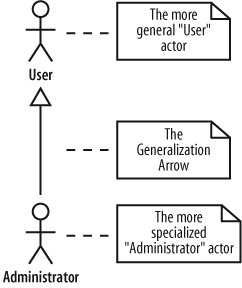 The more
general "User"
actor
User
The
Generalization
Arrow
The more
specialized
"Administrator" actor
Administrator